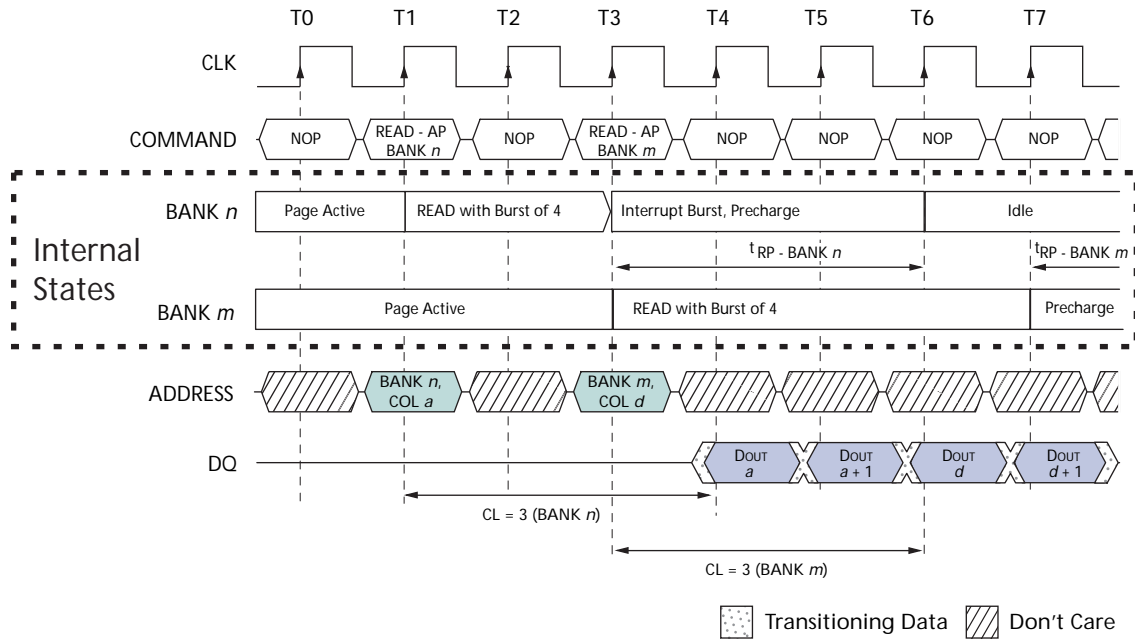 T0 T1 T2 T3 T4 T5 T6 T7
CLK
COMMAND NOP READ - AP BANK n NOP READ - AP BANK m NOP NOP NOP NOP
BANK n Page Active READ with Burst of 4 Interrupt Burst, Precharge Idle
tRP - BANK n tRP - BANK m
Internal
States
BANK m Page Active READ with Burst of 4 Precharge
ADDRESS BANK n, COL a BANK m, COL d
DQ DOUT a DOUT a + 1 DOUT d DOUT d + 1
CL = 3 (BANK n)
CL = 3 (BANK m)
Transitioning Data Don't Care